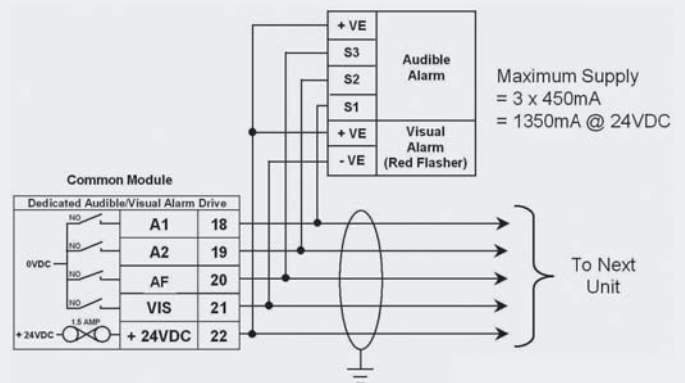 + VE
S3
S2
S1
Audible
Alarm
+ VE
- VE
Visual
Alarm
(Red Flasher)
Maximum Supply
= 3 x 450mA
= 1350mA @ 24VDC
Common Module
Dedicated Audible/Visual Alarm Drive
NO
A1
18
NO
A2
19
0VDC
NO
AF
20
NO
VIS
21
1.5 AMP
+ 24VDC
+ 24VDC
22
To Next
Unit